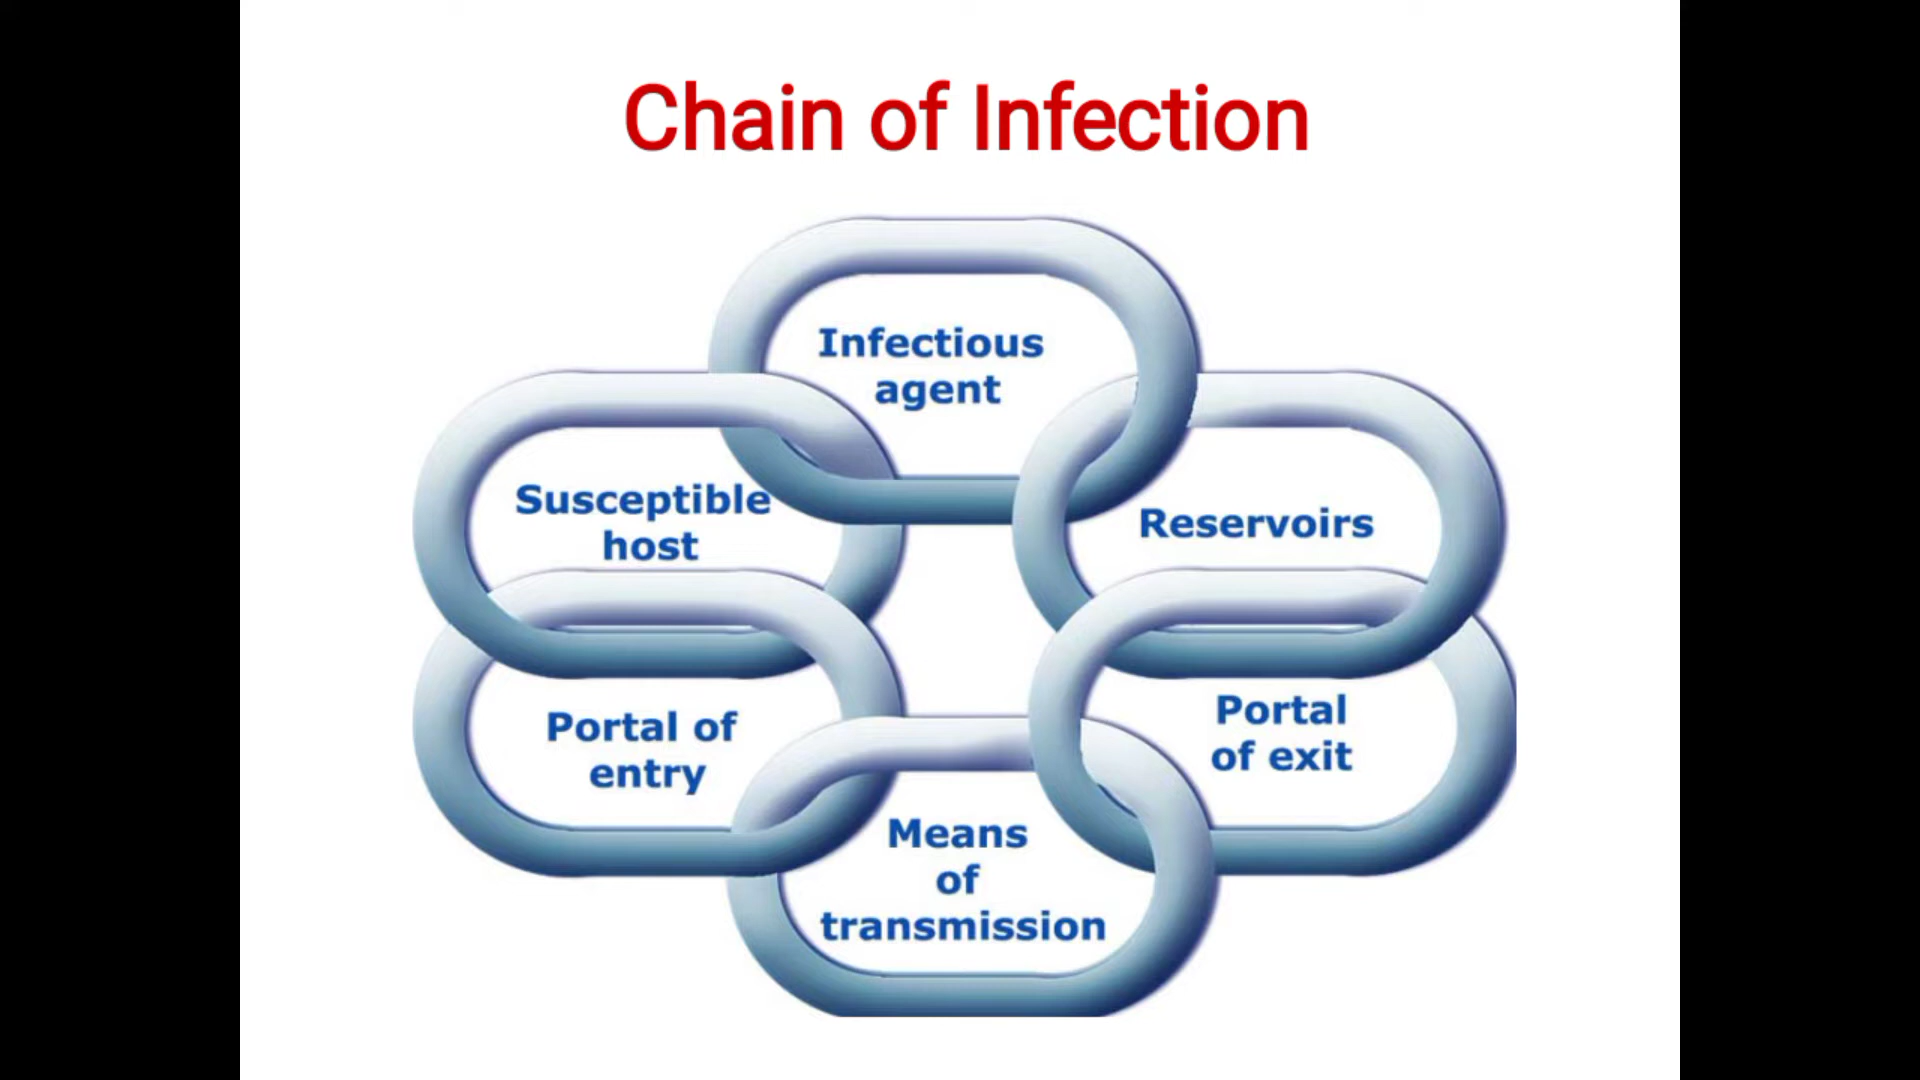 Chain of Infection
Infectious
agent
Susceptible
host
Reservoirs
Portal of
entry
Portal
of exit
Means
of
transmission